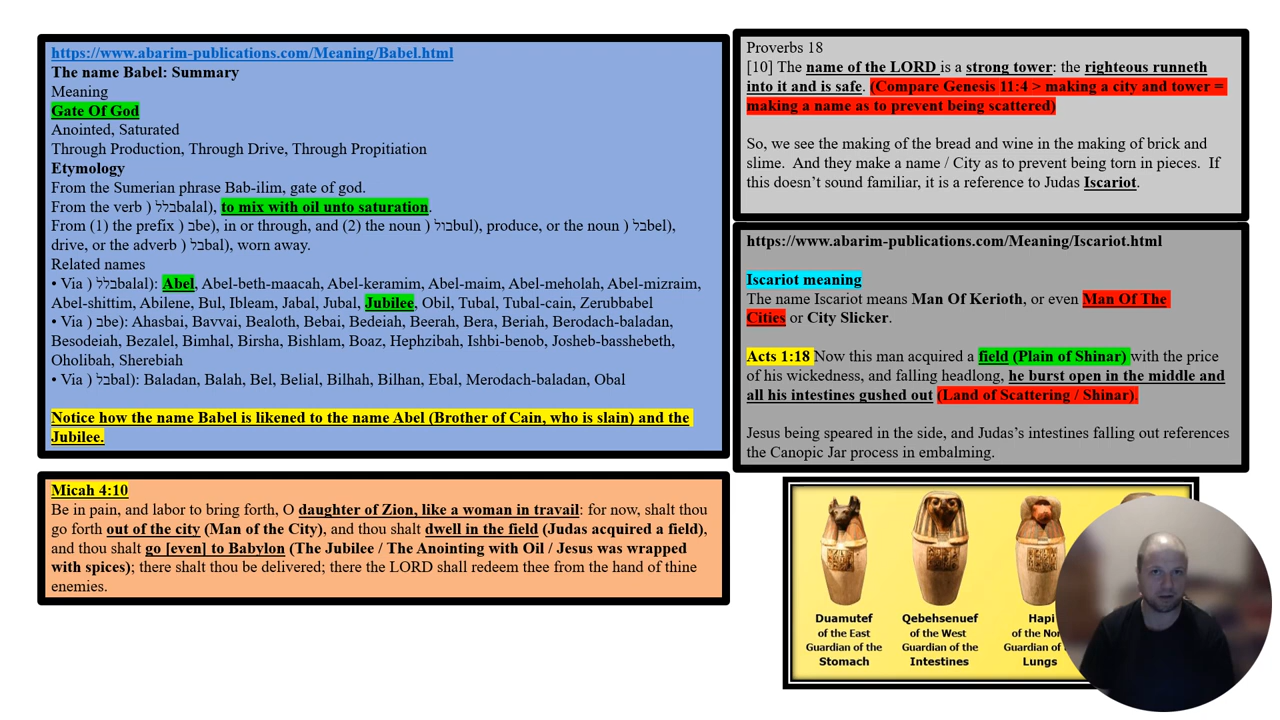 https://www.abarim-publications.com/Meaning/Babel.html
The name Babel: Summary
Meaning
Gate Of God
Anointed, Saturated
Through Production, Through Drive, Through Propitiation
Etymology
From the Sumerian phrase Bab-ilim, gate of god.
From the verb ) בללbalal), to mix with oil unto saturation.
From (1) the prefix ) בbe), in or through, and (2) the noun ) בולbul), produce, or the noun ) בלbel),
drive, or the adverb ) בלbal), worn away.
Related names
• Via ) בללbalal): Abel, Abel-beth-maacah, Abel-keramim, Abel-maim, Abel-meholah, Abel-mizraim,
Abel-shittim, Abilene, Bul, Ibleam, Jabal, Jubal, Jubilee, Obil, Tubal, Tubal-cain, Zerubbabel
• Via ) בbe): Ahasbai, Bavvai, Bealoth, Bebai, Bedeiah, Beerah, Bera, Beriah, Berodach-baladan,
Besodeiah, Bezalel, Bimhal, Birsha, Bishlam, Boaz, Hephzibah, Ishbi-benob, Josheb-basshebeth,
Oholibah, Sherebiah
• Via ) בלbal): Baladan, Balah, Bel, Belial, Bilhah, Bilhan, Ebal, Merodach-baladan, Obal
Notice how the name Babel is likened to the name Abel (Brother of Cain, who is slain) and the
Jubilee.
Micah 4:10
Be in pain, and labor to bring forth, O daughter of Zion, like a woman in travail: for now, shalt thou
go forth out of the city (Man of the City), and thou shalt dwell in the field (Judas acquired a field),
and thou shalt go [even] to Babylon (The Jubilee / The Anointing with Oil / Jesus was wrapped
with spices); there shalt thou be delivered; there the LORD shall redeem thee from the hand of thine
enemies.
Proverbs 18
[10] The name of the LORD is a strong tower: the righteous runneth
into it and is safe. (Compare Genesis 11:4 > making a city and tower =
making a name as to prevent being scattered)
So, we see the making of the bread and wine in the making of brick and
slime. And they make a name / City as to prevent being torn in pieces. If
this doesn't sound familiar, it is a reference to Judas Iscariot.
https://www.abarim-publications.com/Meaning/Iscariot.html
Iscariot meaning
The name Iscariot means Man Of Kerioth, or even Man Of The
Cities or City Slicker.
Acts 1:18 Now this man acquired a field (Plain of Shinar) with the price
of his wickedness, and falling headlong, he burst open in the middle and
all his intestines gushed out (Land of Scattering / Shinar).
Jesus being speared in the side, and Judas's intestines falling out references
the Canopic Jar process in embalming.
Duamutef
of the East
Guardian of the
Stomach
Qebehsenuef
of the West
Guardian of the
Intestines
Hapi
of the
Guardian of
Lungs